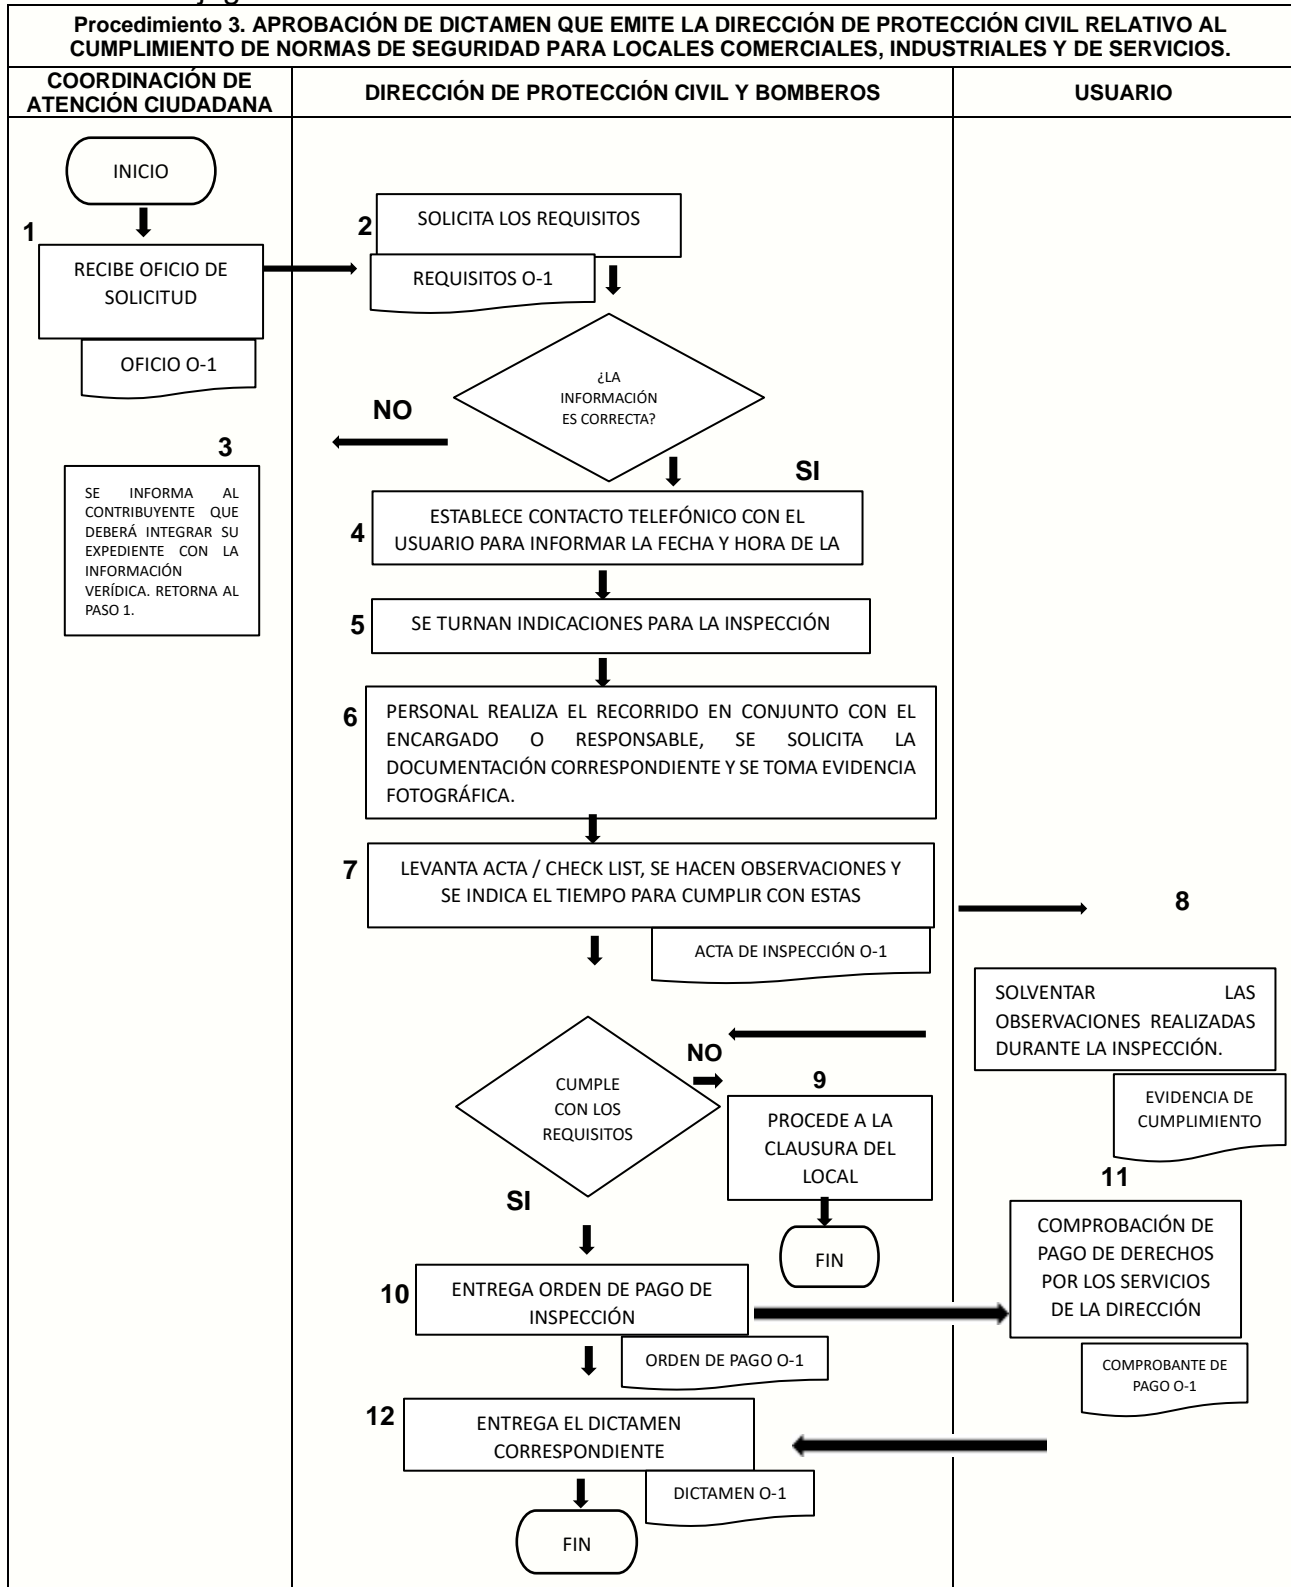 Procedimiento 3. APROBACIÓN DE DICTAMEN QUE EMITE LA DIRECCIÓN DE PROTECCIÓN CIVIL RELATIVO AL
CUMPLIMIENTO DE NORMAS DE SEGURIDAD PARA LOCALES COMERCIALES, INDUSTRIALES Y DE SERVICIOS.
COORDINACIÓN DE
ATENCIÓN CIUDADANA
DIRECCIÓN DE PROTECCIÓN CIVIL Y BOMBEROS
USUARIO
INICIO
1
RECIBE OFICIO DE
SOLICITUD
OFICIO O-1
2
SOLICITA LOS REQUISITOS
REQUISITOS O-1
¿LA
INFORMACIÓN
ES CORRECTA?
NO
SI
3
SE INFORMA AL
CONTRIBUYENTE QUE
DEBERÁ INTEGRAR SU
EXPEDIENTE CON LA
INFORMACIÓN
VERÍDICA. RETORNA AL
PASO 1.
4
ESTABLECE CONTACTO TELEFÓNICO CON EL
USUARIO PARA INFORMAR LA FECHA Y HORA DE LA
5
SE TURNAN INDICACIONES PARA LA INSPECCIÓN
6
PERSONAL REALIZA EL RECORRIDO EN CONJUNTO CON EL
ENCARGADO O RESPONSABLE, SE SOLICITA LA
DOCUMENTACIÓN CORRESPONDIENTE Y SE TOMA EVIDENCIA
FOTOGRÁFICA.
7
LEVANTA ACTA / CHECK LIST, SE HACEN OBSERVACIONES Y
SE INDICA EL TIEMPO PARA CUMPLIR CON ESTAS
ACTA DE INSPECCIÓN O-1
8
SOLVENTAR LAS
OBSERVACIONES REALIZADAS
DURANTE LA INSPECCIÓN.
EVIDENCIA DE
CUMPLIMIENTO
CUMPLE
CON LOS
REQUISITOS
NO
9
PROCEDE A LA
CLAUSURA DEL
LOCAL
FIN
SI
10
ENTREGA ORDEN DE PAGO DE
INSPECCIÓN
ORDEN DE PAGO O-1
11
COMPROBACIÓN DE
PAGO DE DERECHOS
POR LOS SERVICIOS
DE LA DIRECCIÓN
COMPROBANTE DE
PAGO O-1
12
ENTREGA EL DICTAMEN
CORRESPONDIENTE
DICTAMEN O-1
FIN